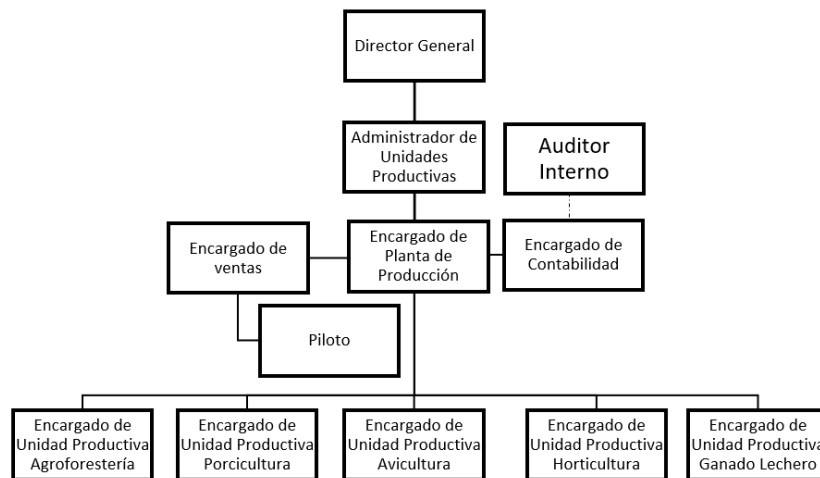 Director General
Administrador de
Unidades
Productivas
Auditor
Interno
Encargado de
ventas
Encargado de
Planta de
Producción
Encargado de
Contabilidad
Piloto
Encargado de
Unidad Productiva
Agroforestería
Encargado de
Unidad Productiva
Porcicultura
Encargado de
Unidad Productiva
Avicultura
Encargado de
Unidad Productiva
Horticultura
Encargado de
Unidad Productiva
Ganado Lechero